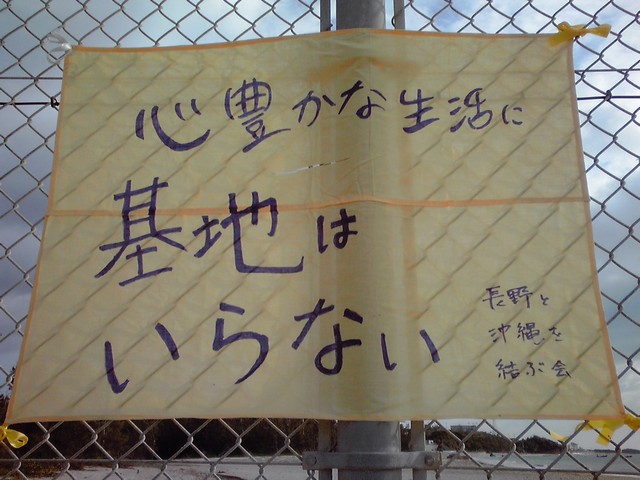 心豊かな生活に
基地は
いらない
長野と
沖縄を
結ぶ会